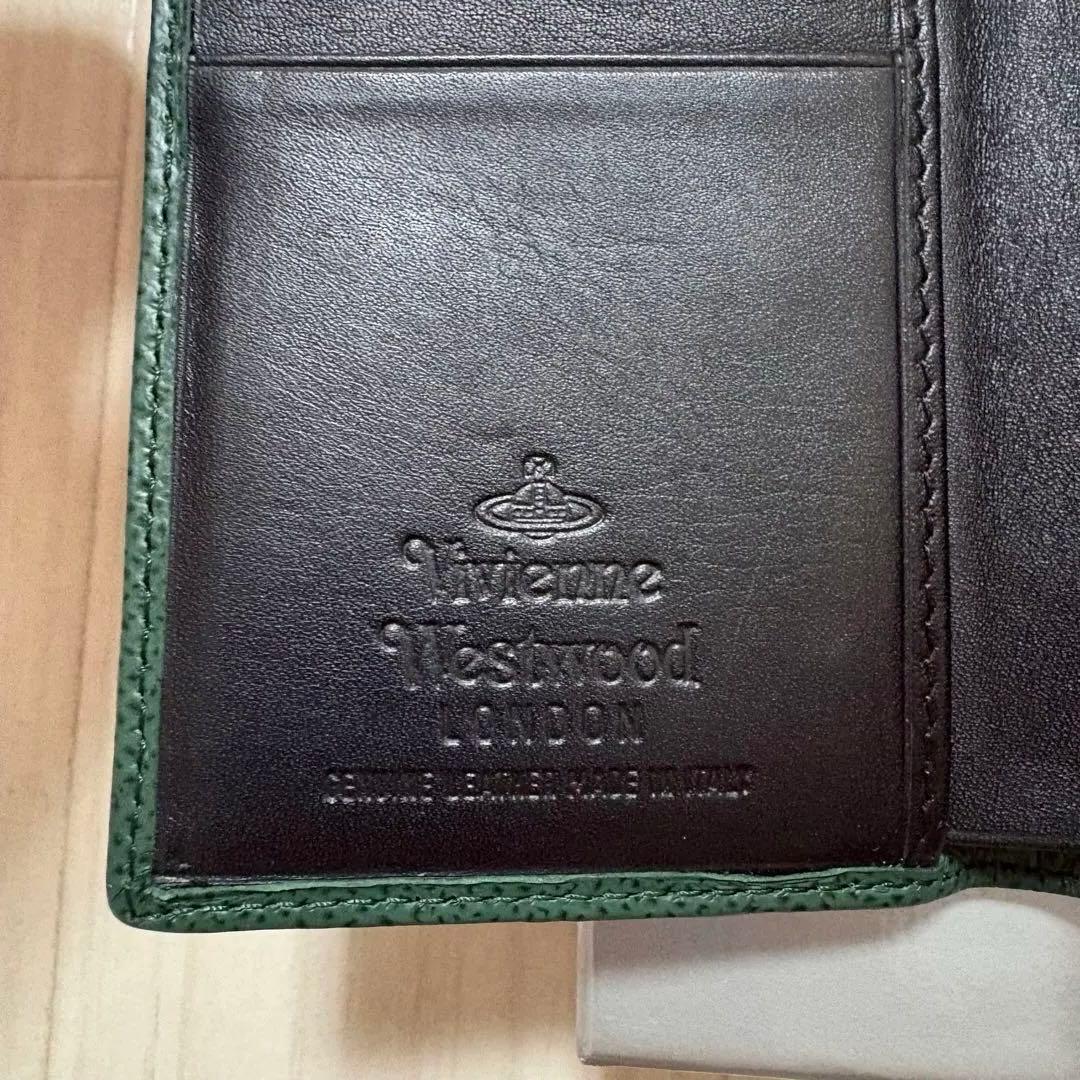 Vivienne
Westwood
LONDON
GENUINE LEATHER MADE IN ITALY